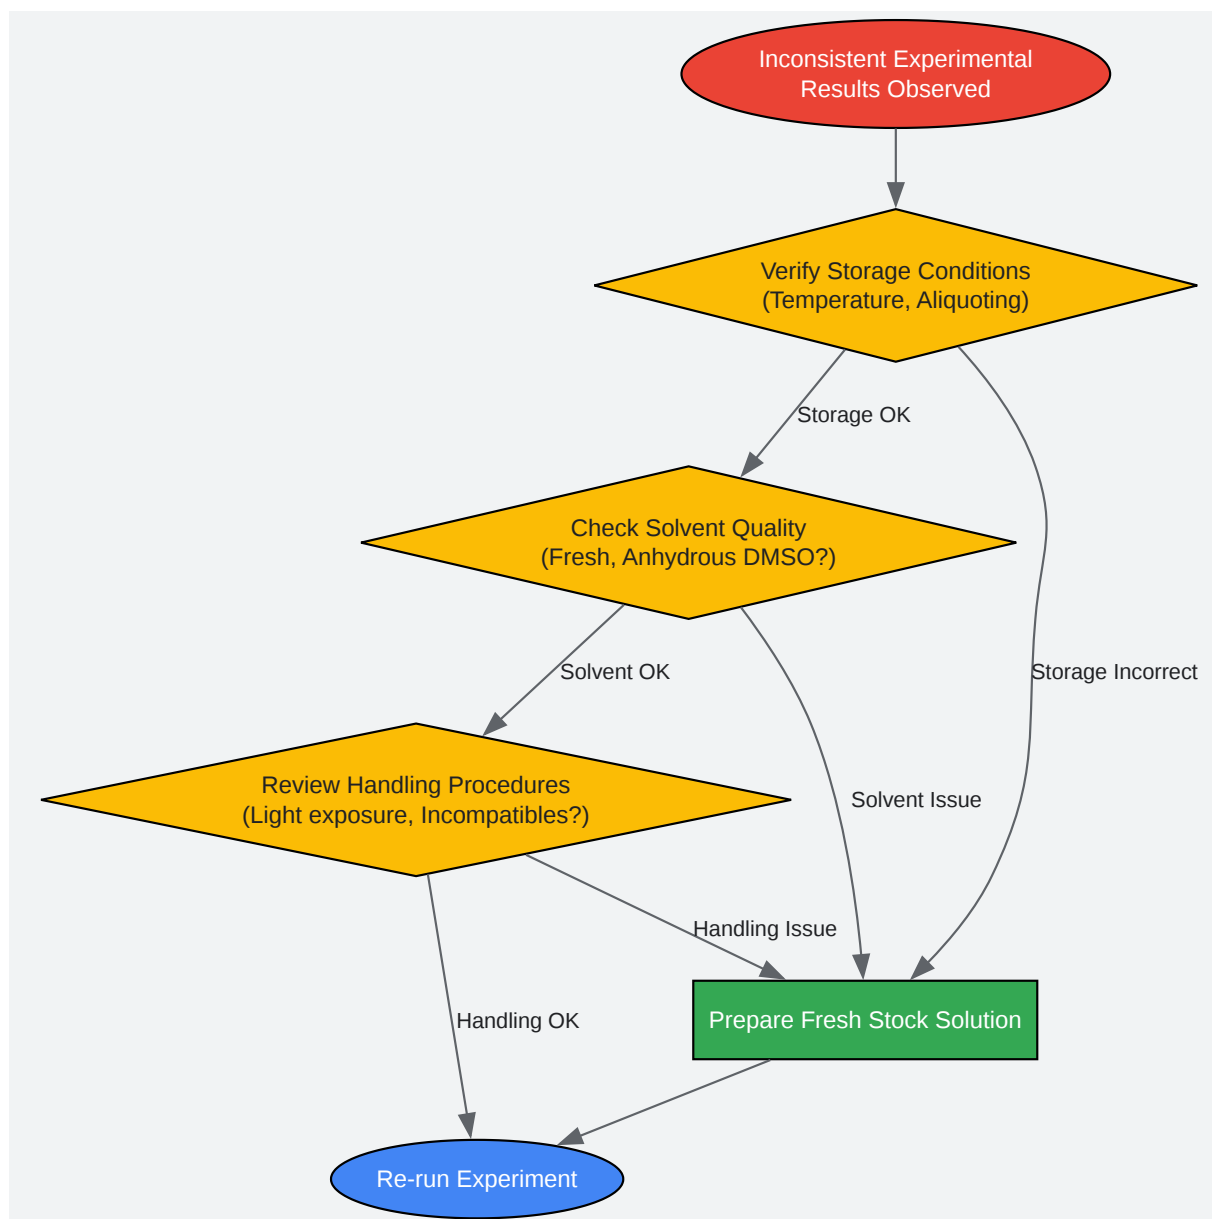 Inconsistent Experimental
Results Observed
Verify Storage Conditions
(Temperature, Aliquoting)
Storage OK
Check Solvent Quality
(Fresh, Anhydrous DMSO?)
Solvent OK
Storage Incorrect
Review Handling Procedures
(Light exposure, Incompatibles?)
Solvent Issue
Handling Issue
Handling OK
Prepare Fresh Stock Solution
Re-run Experiment